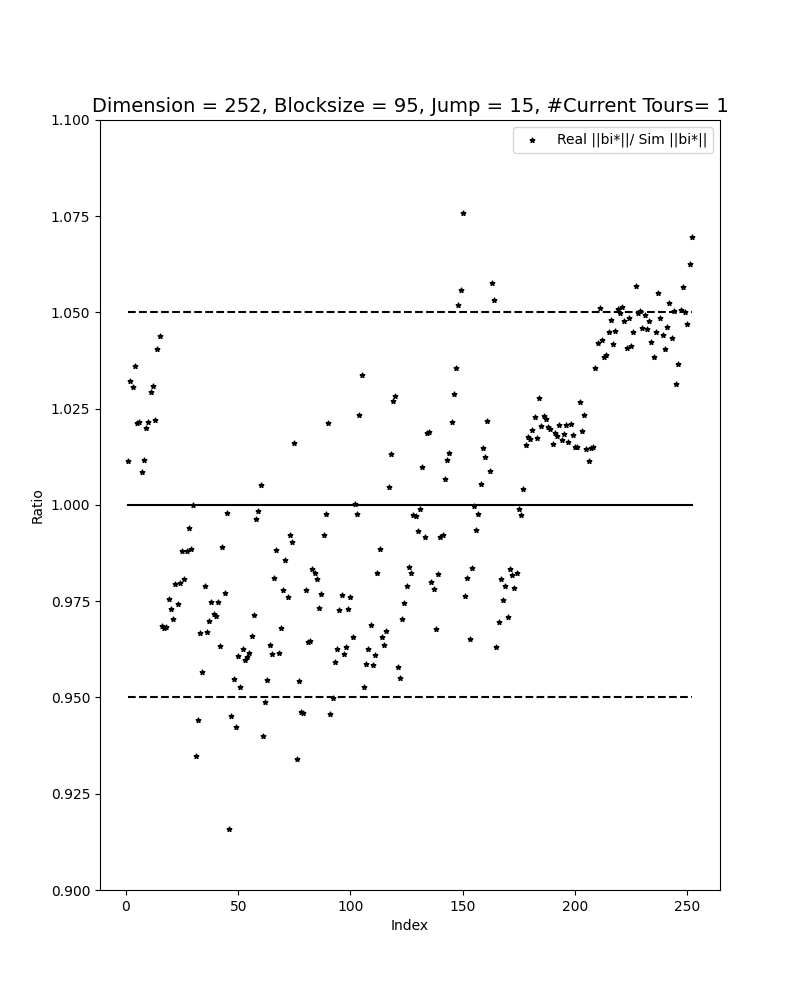 Dimension = 252, Blocksize = 95, Jump = 15, #Current Tours= 1
Real ||bi*||/ Sim ||bi*||
1.100
1.075
1.050
1.025
1.000
0.975
0.950
0.925
0.900
Ratio
0 50 100 150 200 250
Index